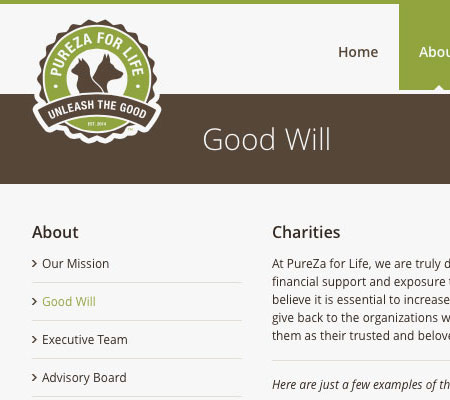 PUREZA FOR LIFE
UNLEASH THE GOOD
EST. 2014
TM
Home
Abou
Good Will
About
Our Mission
Good Will
Executive Team
Advisory Board
Charities
At PureZa for Life, we are truly d
financial support and exposure
believe it is essential to increase
give back to the organizations w
them as their trusted and belove
Here are just a few examples of th